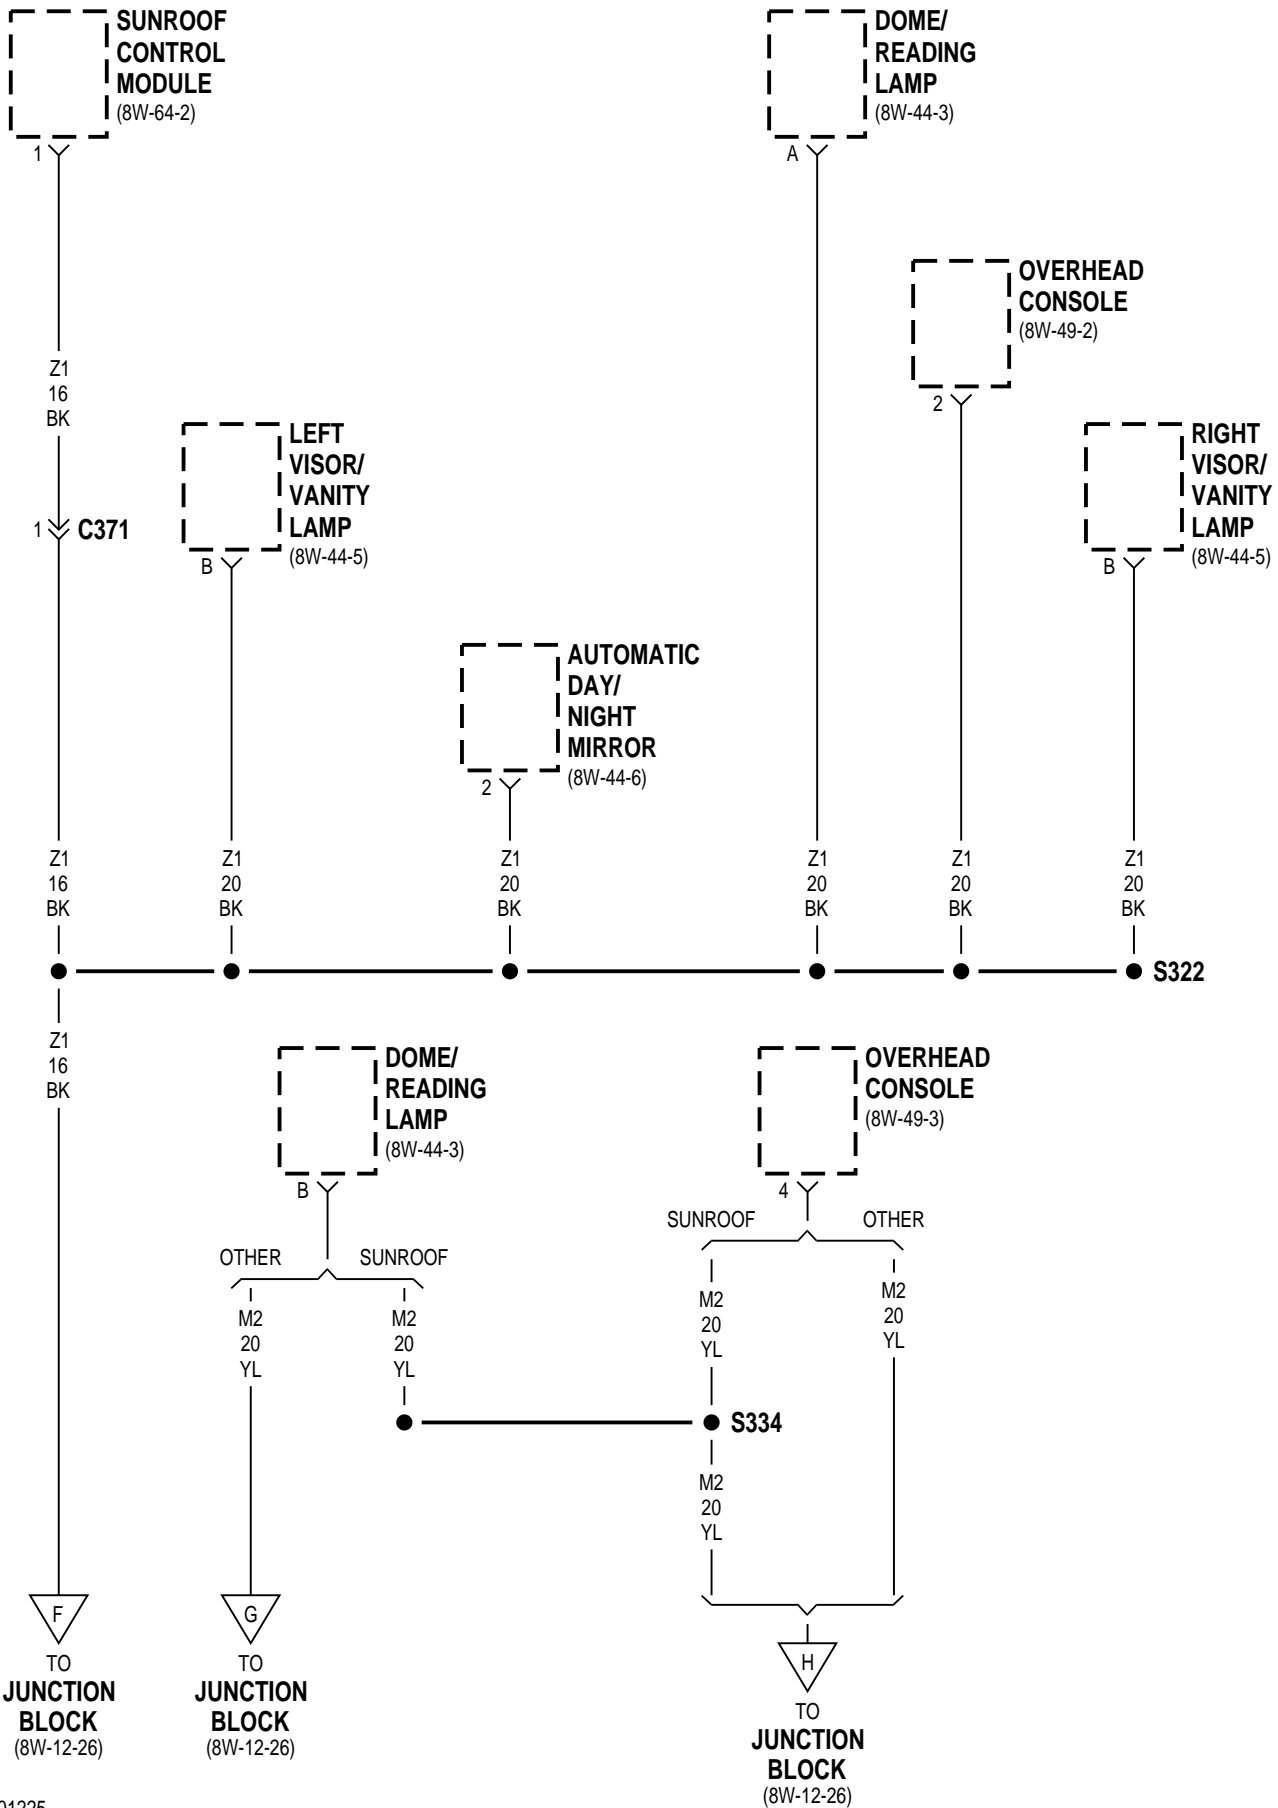 SUNROOF
CONTROL
MODULE
(8W-64-2)
1
DOME/
READING
LAMP
(8W-44-3)
A
OVERHEAD
CONSOLE
(8W-49-2)
2
Z1
16
BK
1
C371
LEFT
VISOR/
VANITY
LAMP
(8W-44-5)
B
RIGHT
VISOR/
VANITY
LAMP
(8W-44-5)
B
AUTOMATIC
DAY/
NIGHT
MIRROR
(8W-44-6)
2
Z1 Z1 Z1 Z1 Z1 Z1
16 20 20 20 20 20
BK BK BK BK BK BK
S322
Z1
16
BK
DOME/
READING
LAMP
(8W-44-3)
B
OVERHEAD
CONSOLE
(8W-49-3)
4
SUNROOF OTHER
OTHER SUNROOF
M2
20
YL
M2
20
YL
M2
20
YL
M2
20
YL
S334
M2
20
YL
F
TO
JUNCTION
BLOCK
(8W-12-26)
G
TO
JUNCTION
BLOCK
(8W-12-26)
H
TO
JUNCTION
BLOCK
(8W-12-26)